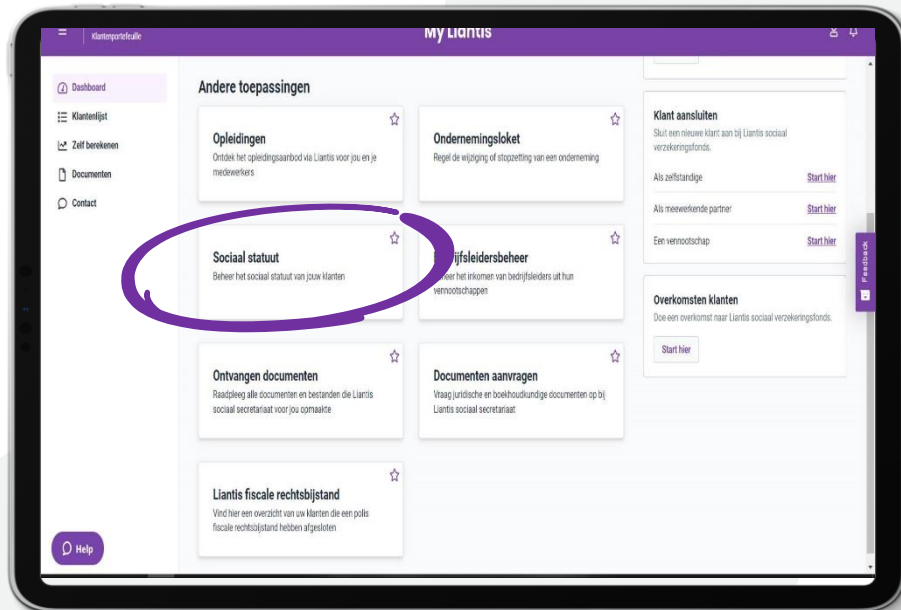 Klantenportefeuille
My Liantis
Dashboard
Klantenlijst
Zelf berekenen
Documenten
Contact
Andere toepassingen
Opleidingen
Ontdek het opleidingsaanbod via Liantis voor jou en je
medewerkers
Ondernemingsloket
Regel de wijziging of stopzetting van een onderneming
Sociaal statuut
Beheer het sociaal statuut van jouw klanten
het inkomen van bedrijfsleiders uit hun
vennootschappen
Ontvangen documenten
Raadpleeg alle documenten en bestanden die Liantis
sociaal secretariaat voor jou opmaakte
Documenten aanvragen
Vraag juridische en boekhoudkundige documenten op bij
Liantis sociaal secretariaat
Liantis fiscale rechtsbijstand
Vind hier een overzicht van uw klanten die een polis
fiscale rechtsbijstand hebben afgesloten
Klant aansluiten
Sluit een nieuwe klant aan bij Liantis sociaal
verzekeringsfonds.
Als zelfstandige Start hier
Als meewerkende partner Start hier
Een vennootschap Start hier
Overkomsten klanten
Doe een overkomst naar Liantis sociaal verzekeringsfonds.
Start hier
Feedback
Help